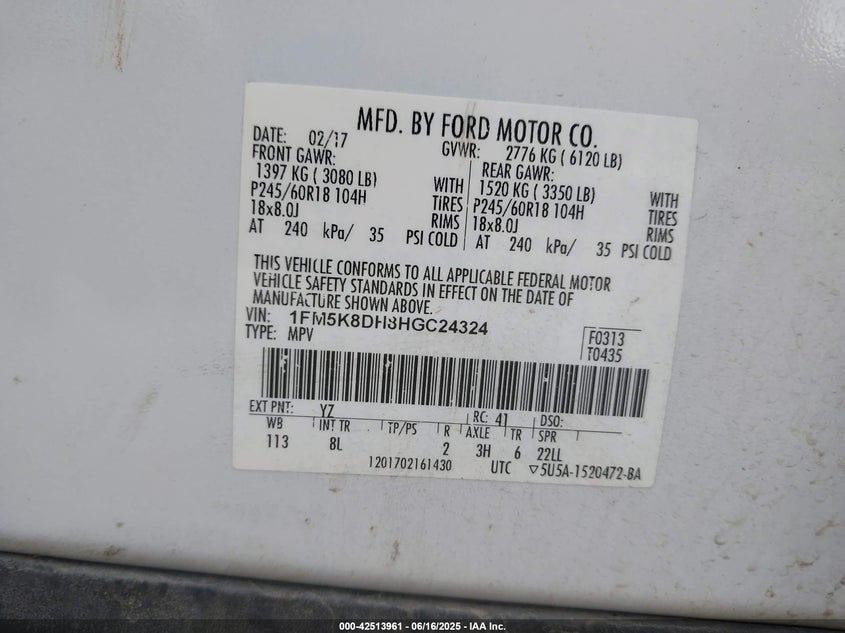 MFD. BY FORD MOTOR CO.
DATE: 02/17 GVWR: 2776 KG ( 6120 LB)
FRONT GAWR: REAR GAWR:
1397 KG ( 3080 LB) WITH 1520 KG ( 3350 LB) WITH
P245/60R18 104H TIRES P245/60R18 104H TIRES
18x8.0J RIMS 18x8.0J RIMS
AT 240 kPa/ 35 PSI COLD AT 240 kPa/ 35 PSI COLD
THIS VEHICLE CONFORMS TO ALL APPLICABLE FEDERAL MOTOR
VEHICLE SAFETY STANDARDS IN EFFECT ON THE DATE OF
MANUFACTURE SHOWN ABOVE.
VIN: 1FM5K8DH8HGC24324
TYPE: MPV
F0313
T0435
EXT PNT: YZ RC: 41 DSO:
WB INT TR TP/PS R AXLE TR SPR
113 8L 2 3H 6 22LL
1201702161430 UTC ▽5U5A-1520472-BA
000-42513961 - 06/16/2025 - IAA Inc.